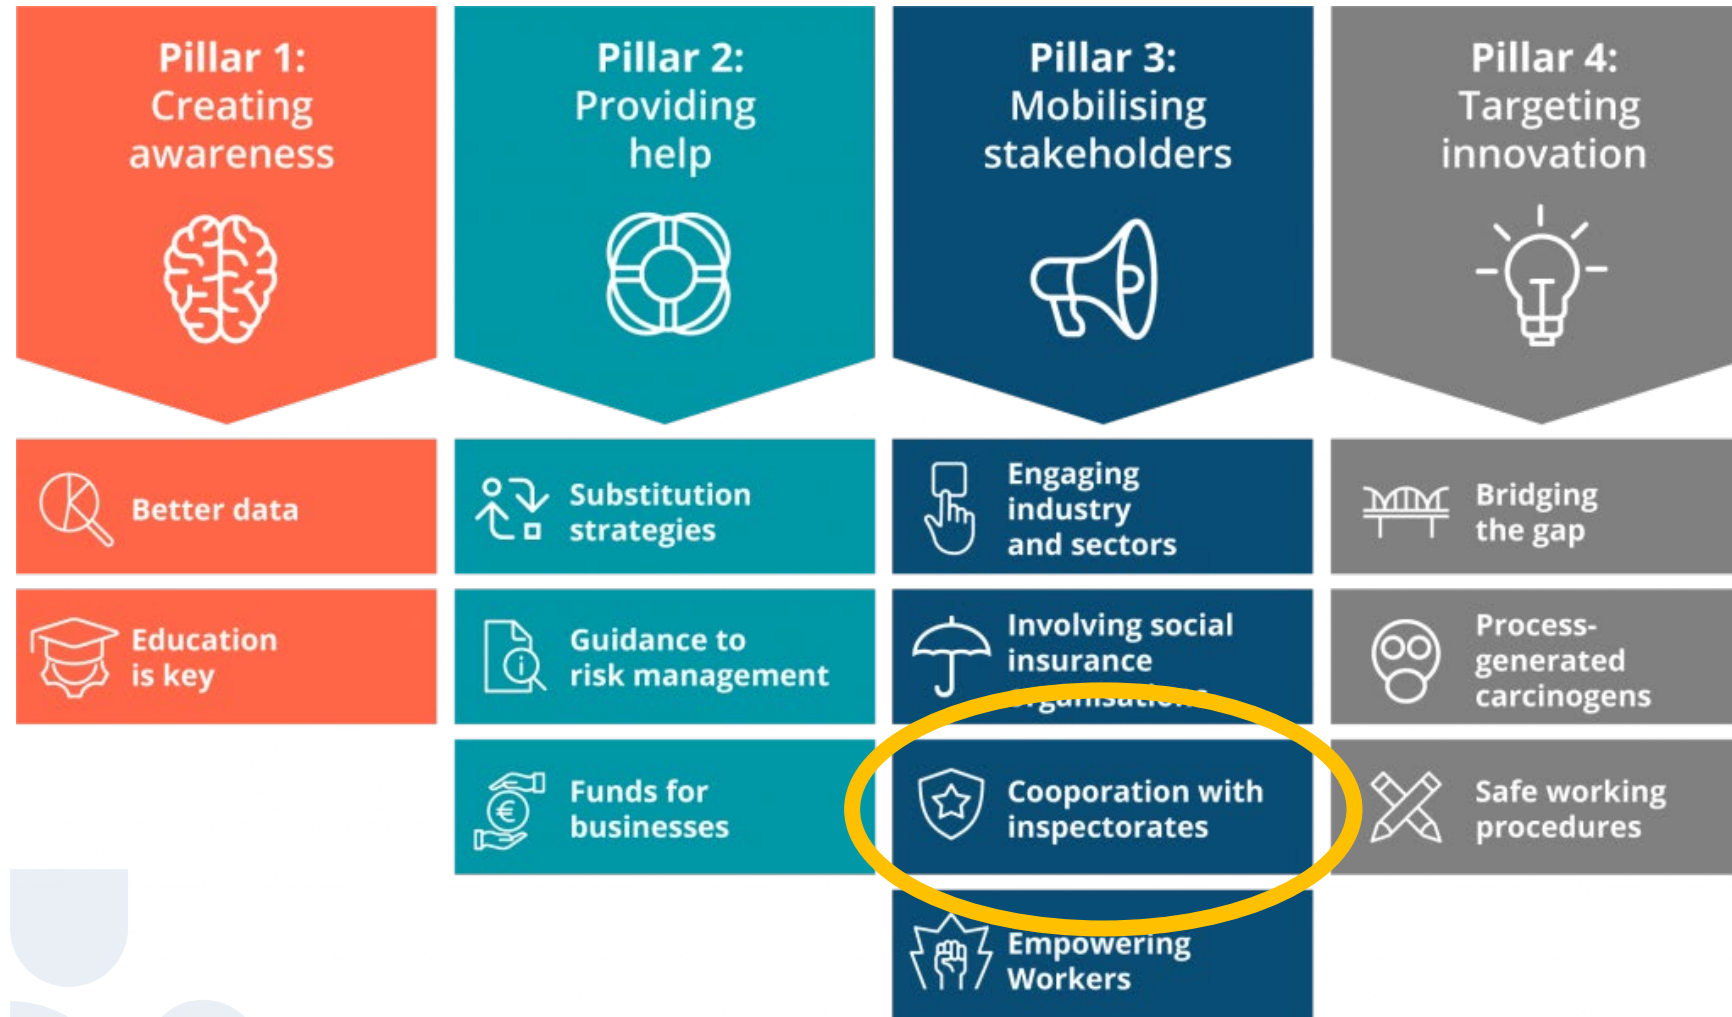 Pillar 1:
Creating
awareness
Better data
Education
is key
Pillar 2:
Providing
help
Substitution
strategies
Guidance to
risk management
Funds for
businesses
Pillar 3:
Mobilising
stakeholders
Engaging
industry
and sectors
Involving social
insurance
organisations
Cooporation with
inspectorates
Empowering
Workers
Pillar 4:
Targeting
innovation
Bridging
the gap
Process-
generated
carcinogens
Safe working
procedures